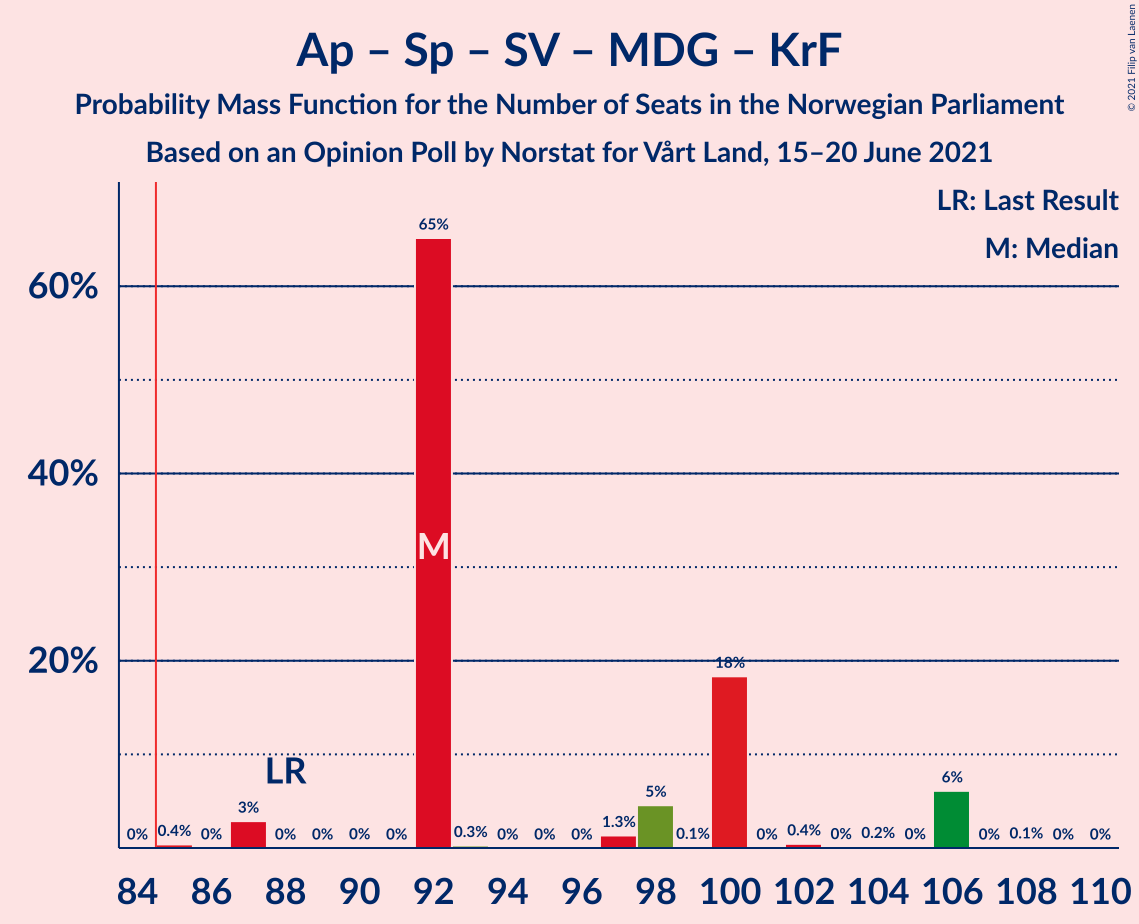 Ap – Sp – SV – MDG – KrF
Probability Mass Function for the Number of Seats in the Norwegian Parliament
Based on an Opinion Poll by Norstat for Vårt Land, 15–20 June 2021
© 2021 Filip van Laenen
LR: Last Result
M: Median
60%
40%
20%
0% 0.4% 0% 3% 0% 0% 0% 0% 65% 0.3% 0% 0% 0% 1.3% 5% 0.1% 18% 0% 0.4% 0% 0.2% 0% 6% 0% 0.1% 0% 0%
LR
M
84 86 88 90 92 94 96 98 100 102 104 106 108 110